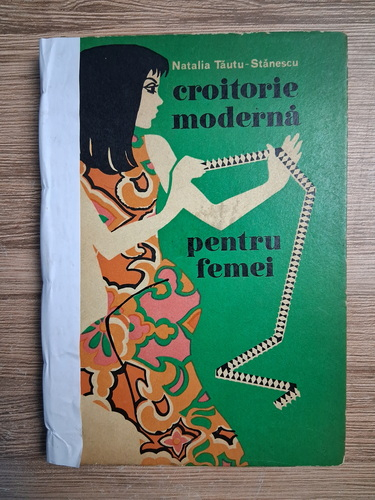 Natalia Tăutu-Stănescu
croitorie
modernă
pentru
femei